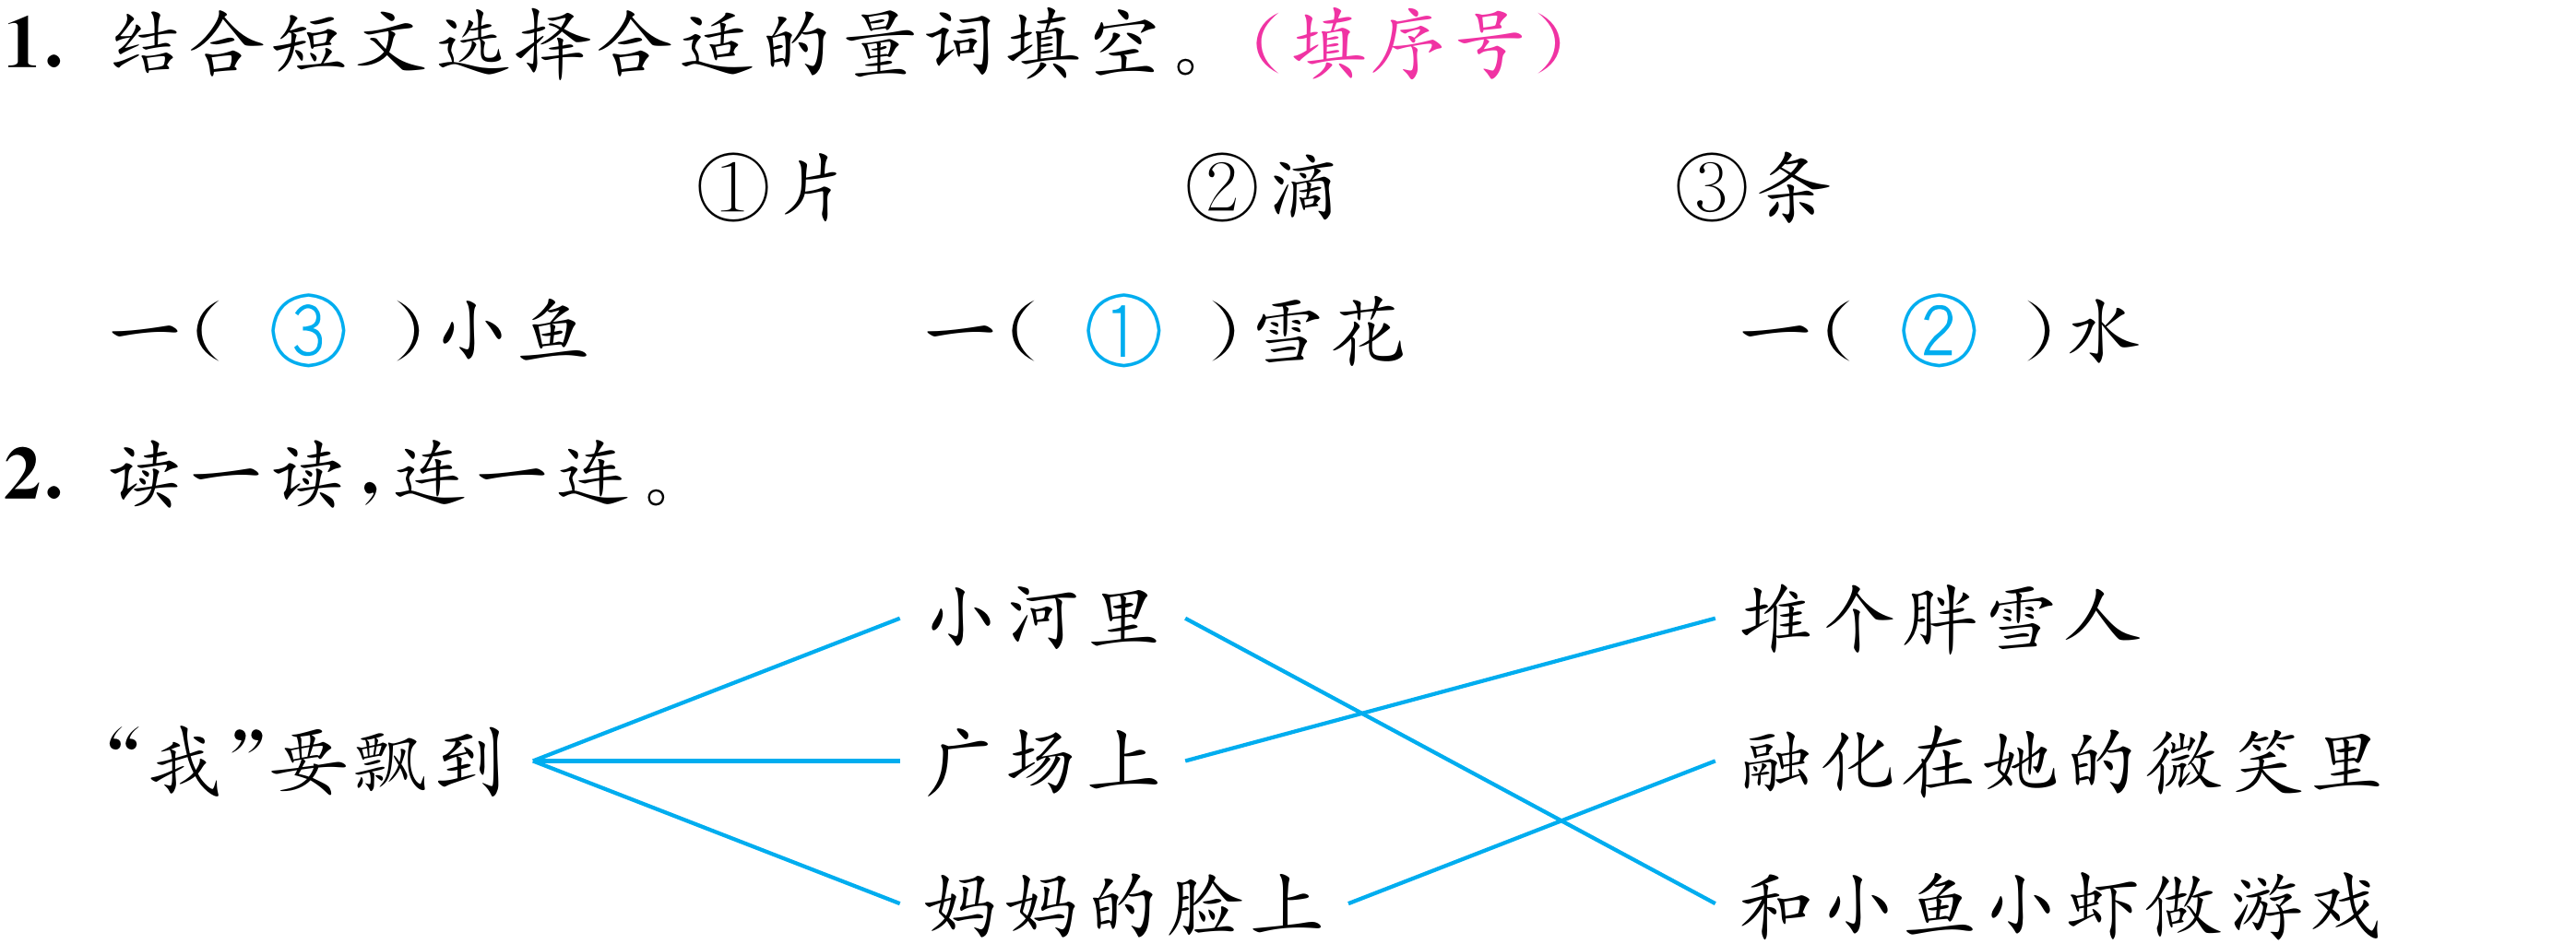 1. 结合短文选择合适的量词填空。(填序号)
①片 ②滴 ③条
一( ③ )小鱼 一( ① )雪花 一( ② )水
2. 读一读,连一连。
小河里 堆个胖雪人
“我”要飘到 广场上 融化在她的微笑里
妈妈的脸上 和小鱼小虾做游戏